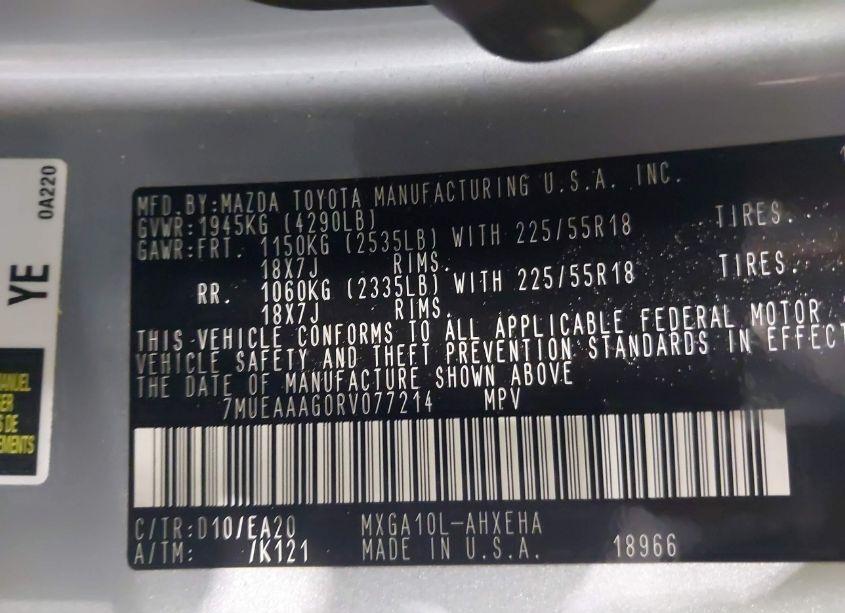 0A220
YE
MFD.BY:MAZDA TOYOTA MANUFACTURING U.S.A. INC.
GVWR:1945KG (4290LB)
GAWR:FRT. 1150KG (2535LB) WITH 225/55R18 TIRES.
18X7J RIMS.
RR. 1060KG (2335LB) WITH 225/55R18 TIRES.
18X7J RIMS.
THIS VEHICLE CONFORMS TO ALL APPLICABLE FEDERAL MOTOR
VEHICLE SAFETY AND THEFT PREVENTION STANDARDS IN EFFECT
THE DATE OF MANUFACTURE SHOWN ABOVE
7MUEAAAG0RV077214 MPV
C/TR:D10/EA20 MXGA10L-AHXEHA
A/TM: /K121 MADE IN U.S.A. 18966